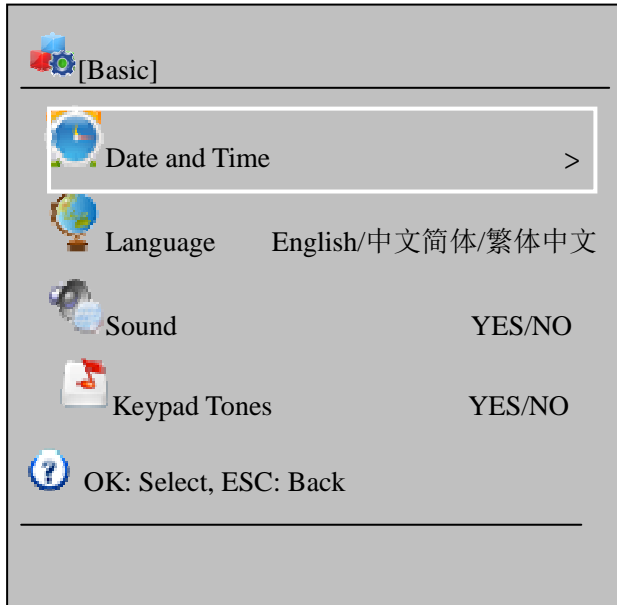 [Basic]
Date and Time >
Language English/中文简体/繁体中文
Sound YES/NO
Keypad Tones YES/NO
? OK: Select, ESC: Back